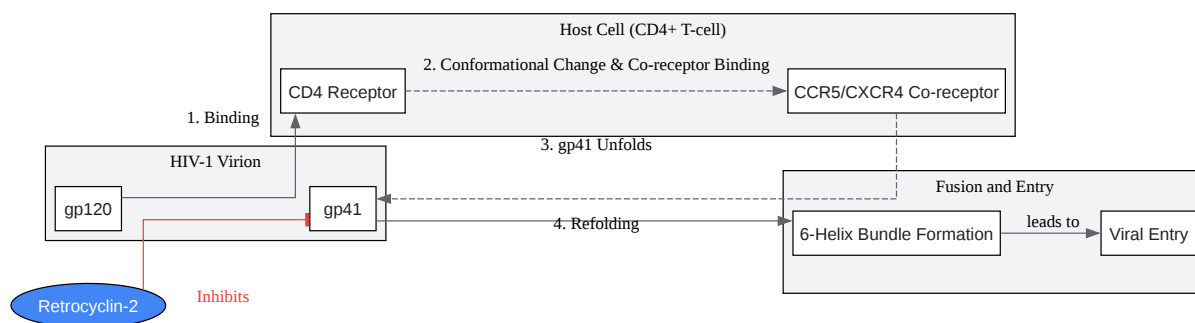 Host Cell (CD4+ T-cell)
2. Conformational Change & Co-receptor Binding
CD4 Receptor
CCR5/CXCR4 Co-receptor
1. Binding
3. gp41 Unfolds
HIV-1 Virion
gp120
gp41
4. Refolding
Fusion and Entry
6-Helix Bundle Formation
leads to
Viral Entry
Retrocyclin-2
Inhibits